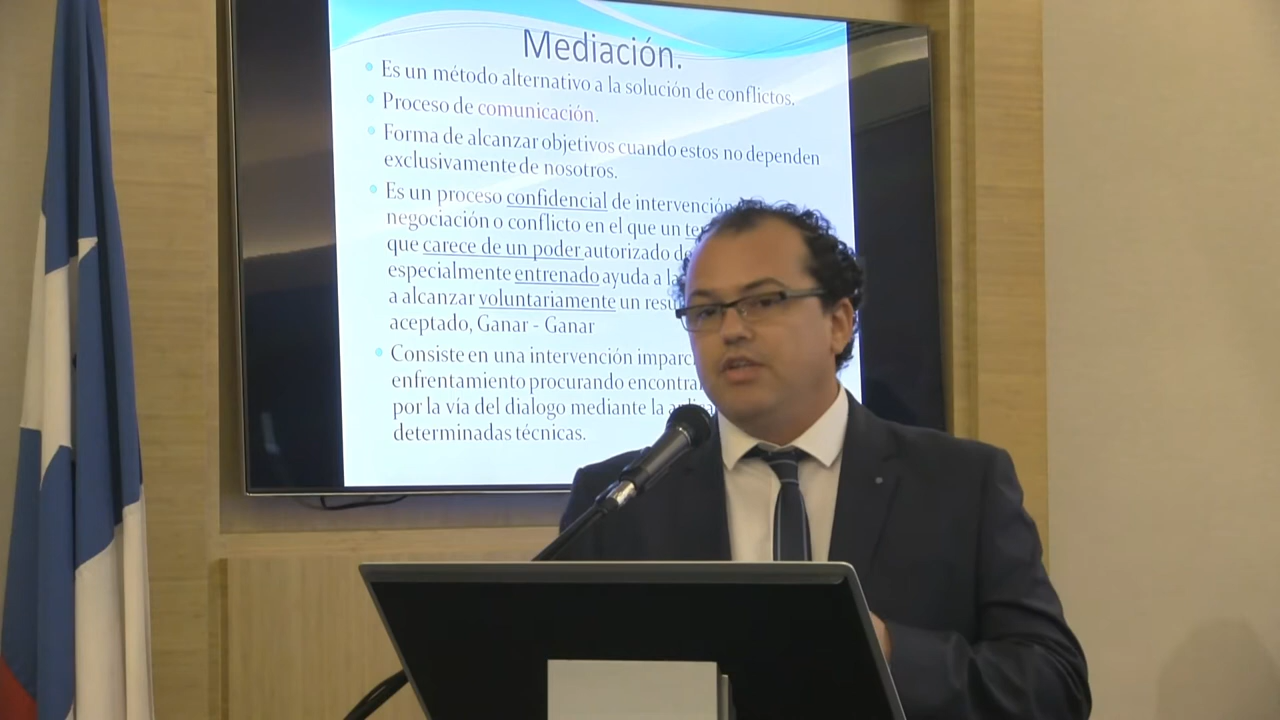 Mediación.
Es un método alternativo a la solución de conflictos.
Proceso de comunicación.
Forma de alcanzar objetivos cuando estos no dependen
exclusivamente de nosotros.
Es un proceso confidencial de intervención
negociación o conflicto en el que un
que carece de un poder autorizado
especialmente entrenado ayuda a
a alcanzar voluntariamente un
aceptado, Ganar - Ganar
Consiste en una intervención
enfrentamiento procurando
por la vía del dialogo mediante la
determinadas técnicas.